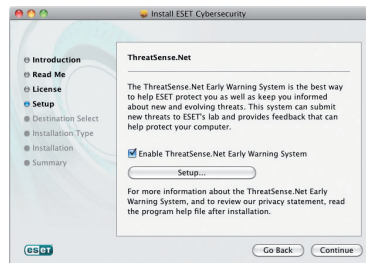 Install ESET Cybersecurity
Introduction
Read Me
License
Setup
Destination Select
Installation Type
Installation
Summary
ThreatSense.Net
The ThreatSense.Net Early Warning System is the best way
to help ESET protect you as well as keep you informed
about new and evolving threats. This system can submit
new threats to ESET's lab and provides feedback that can
help protect your computer.
Enable ThreatSense.Net Early Warning System
Setup...
For more information about the ThreatSense.Net Early
Warning System, and to review our privacy statement, read
the program help file after installation.
eseT
Go Back
Continue